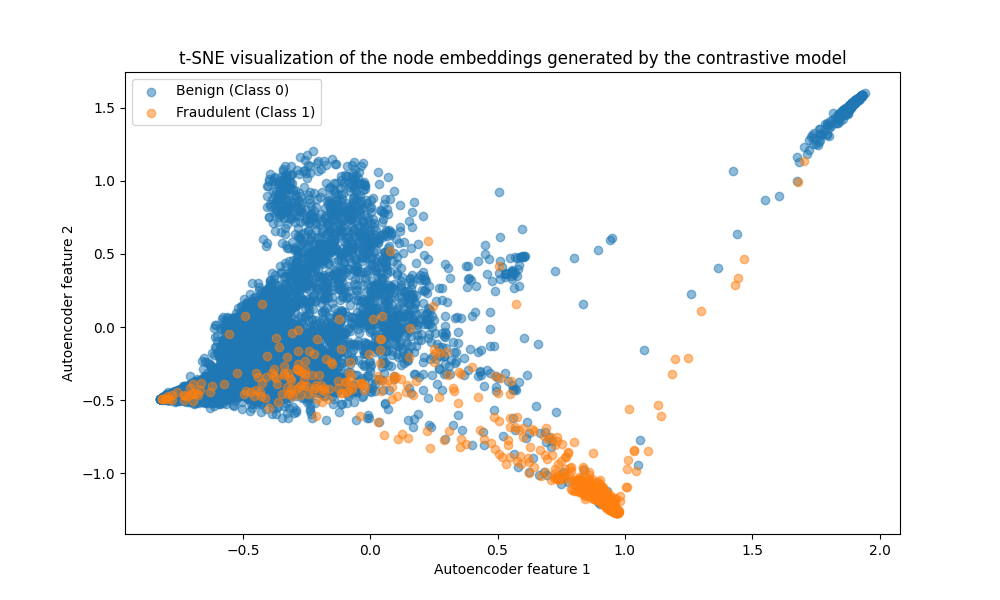 t-SNE visualization of the node embeddings generated by the contrastive model
Benign (Class 0)
Fraudulent (Class 1)
Autoencoder feature 2
1.5
1.0
0.5
0.0
−0.5
−1.0
−0.5 0.0 0.5 1.0 1.5 2.0
Autoencoder feature 1